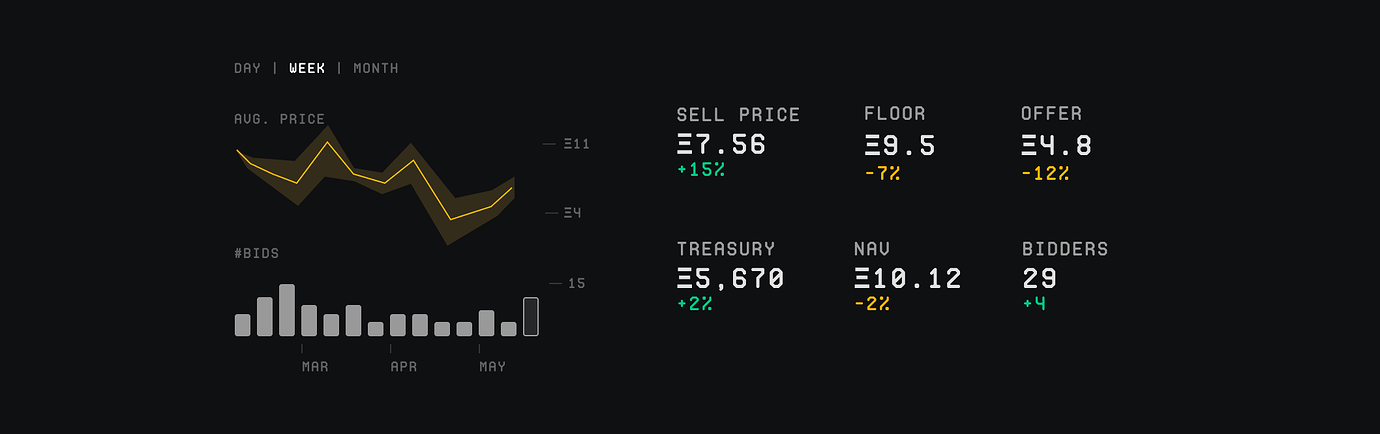 DAY | WEEK | MONTH
AVG. PRICE
Ξ11
Ξ4
#BIDS
15
MAR APR MAY
SELL PRICE FLOOR OFFER
Ξ7.56 Ξ9.5 Ξ4.8
+15% -7% -12%
TREASURY NAV BIDDERS
Ξ5,670 Ξ10.12 29
+2% -2% +4